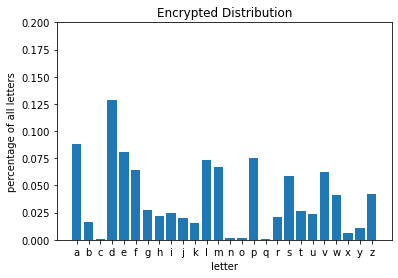 Encrypted Distribution
0.200
0.175
0.150
0.125
0.100
0.075
0.050
0.025
0.000
percentage of all letters
a b c d e f g h i j k l m n o p q r s t u v w x y z
letter